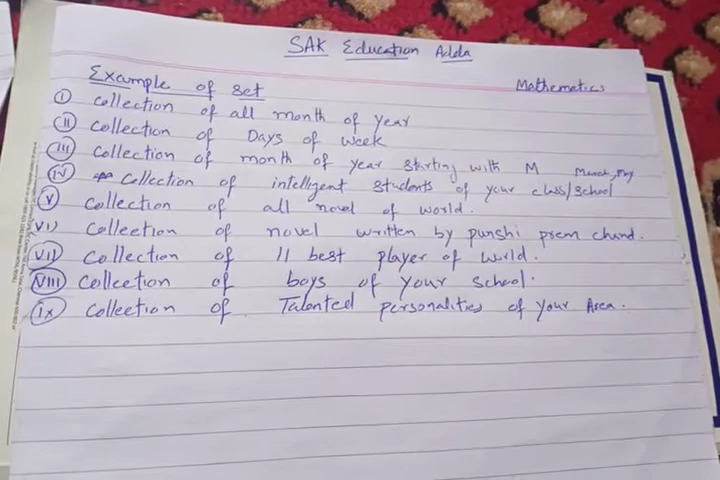 SAK Education Adda
Example of set
Mathematics
(i) Collection of all month of year
(ii) Collection of Days of week
(iii) Collection of month of year starting with M March, May
(iv) Collection of intelligent students of your class/school
(v) Collection of all novel of world.
vi) Collection of novel written by punshi prem chand.
(vii) Collection of 11 best player of world.
(viii) Collection of boys of your school.
(ix) Collection of Talented personalities of your Area.